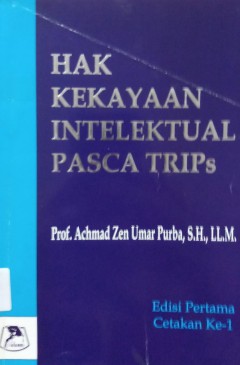 HAK
KEKAYAAN
INTELEKTUAL
PASCA TRIPs
Prof. Achmad Zen Umar Purba, S.H., LL.M.
Edisi Pertama
Cetakan Ke-1